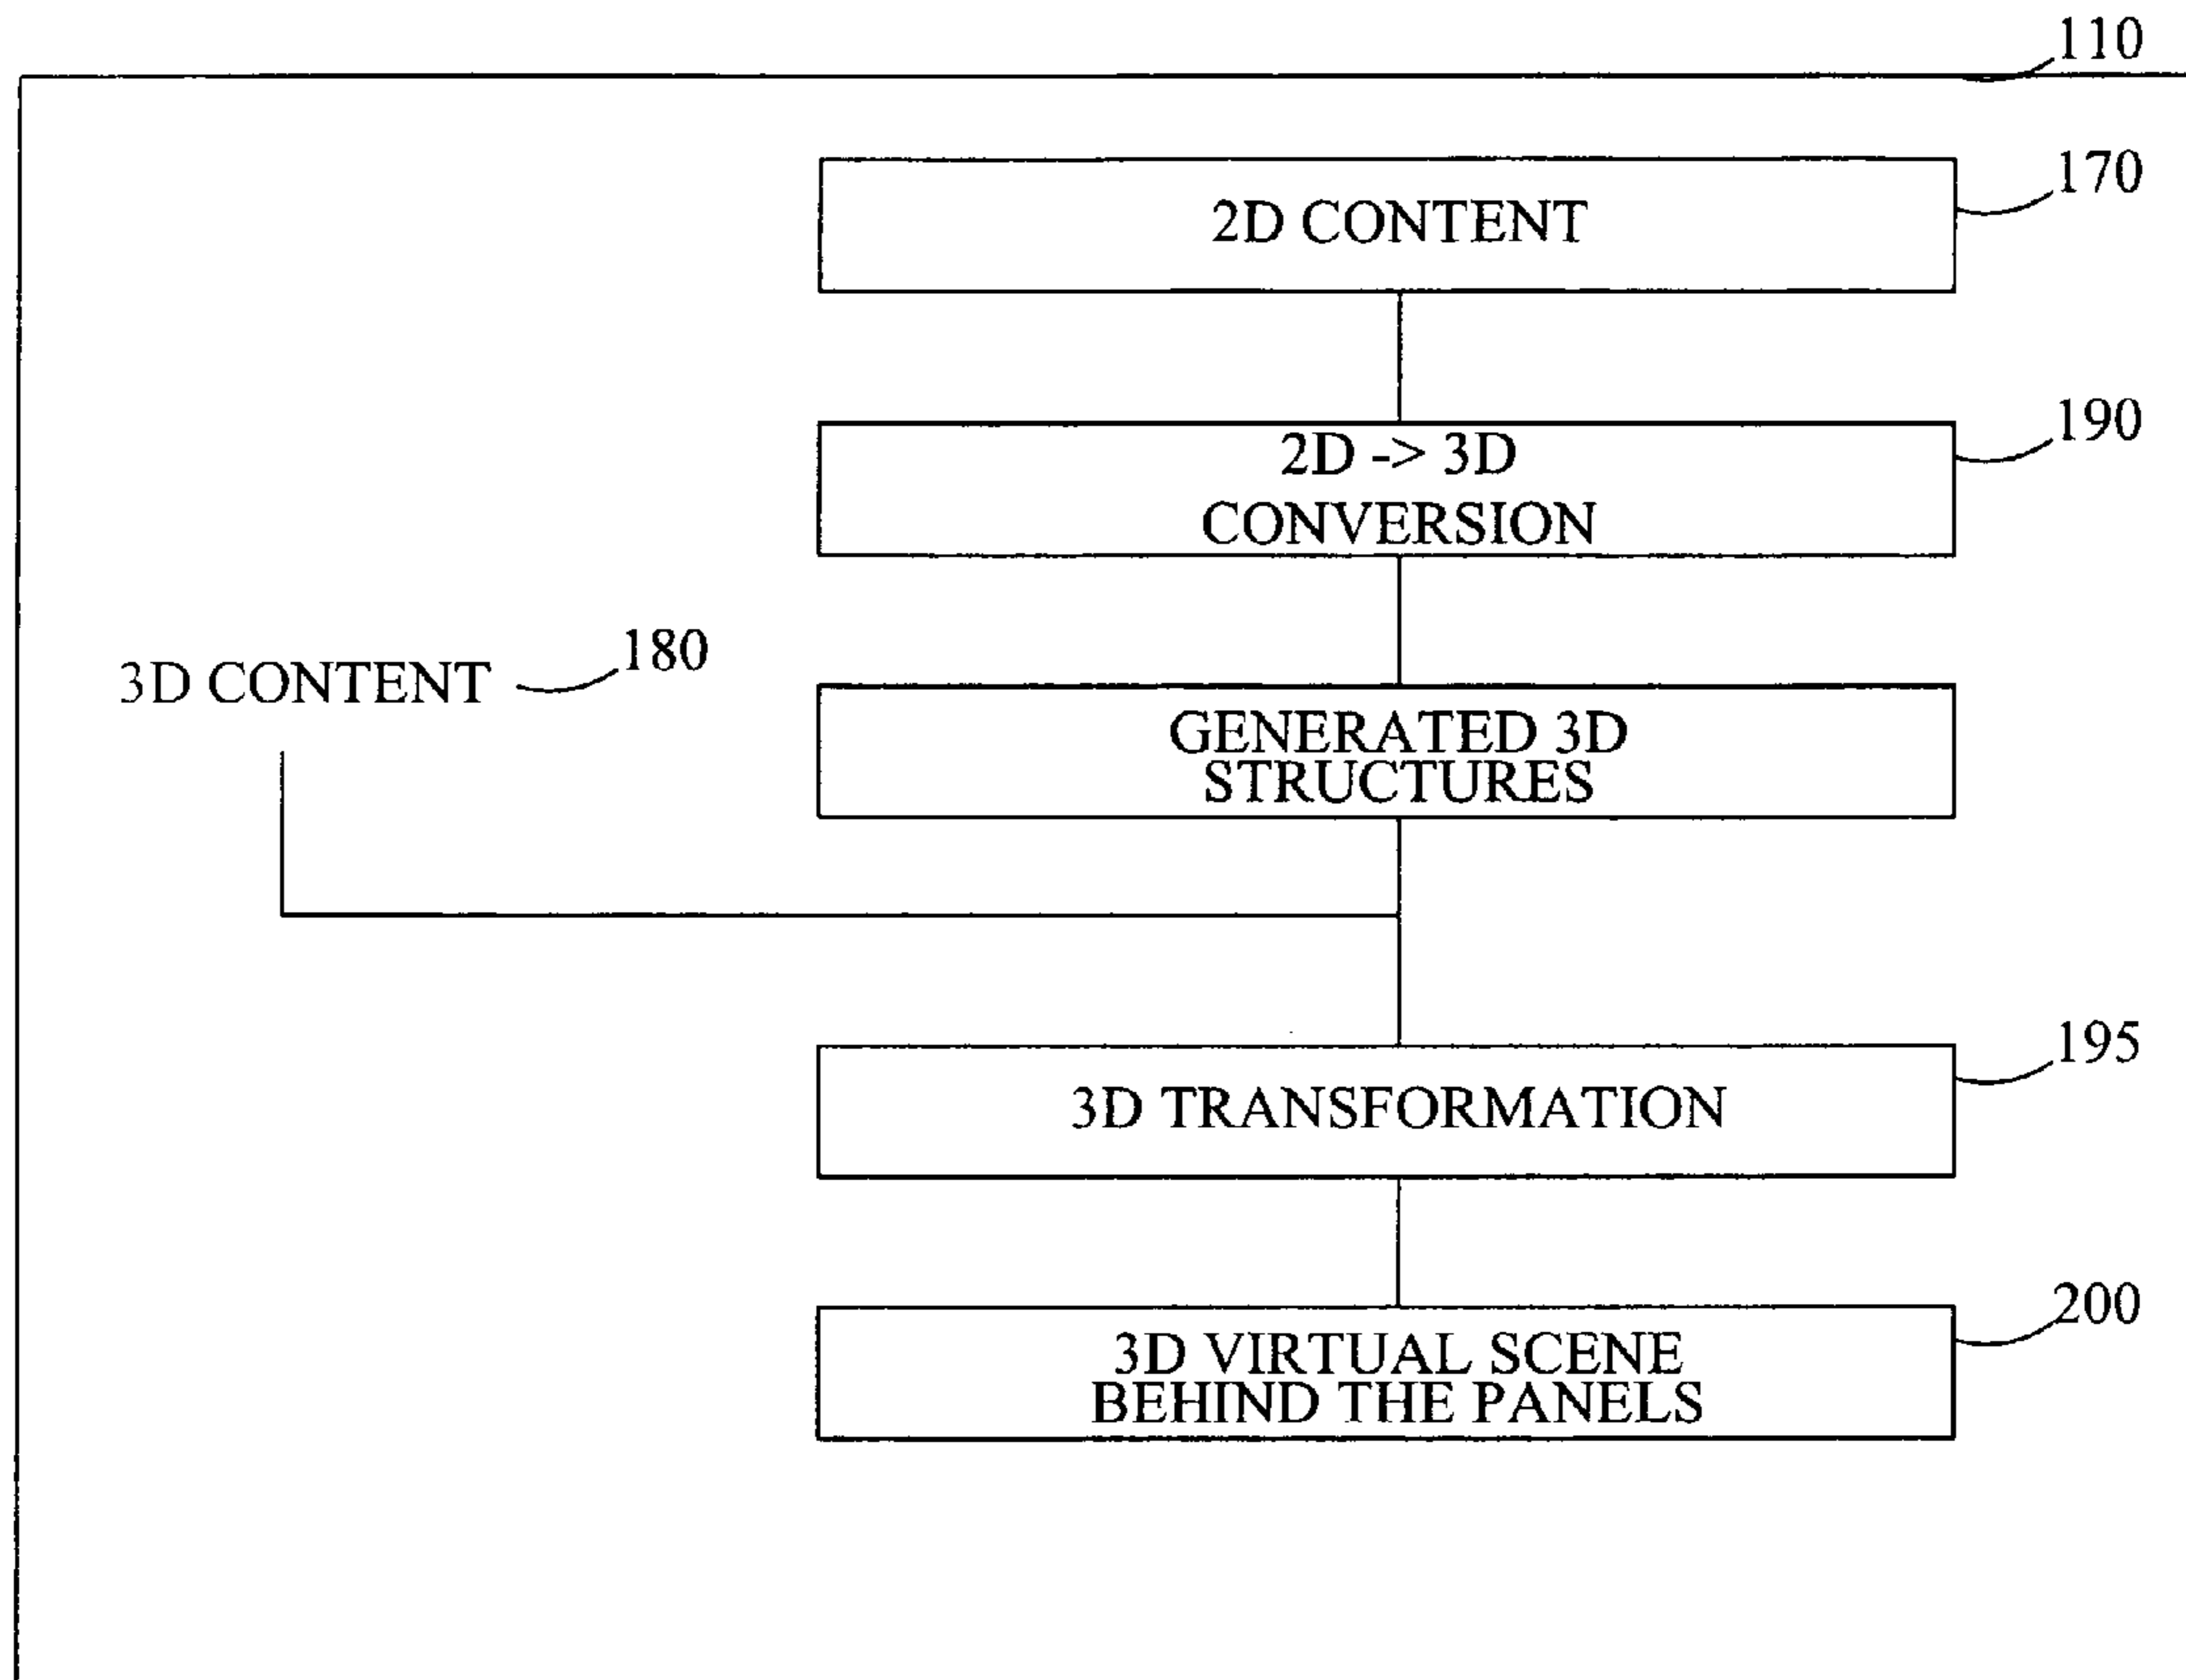 110
2D CONTENT
170
2D -> 3D
CONVERSION
190
3D CONTENT
180
GENERATED 3D
STRUCTURES
3D TRANSFORMATION
195
3D VIRTUAL SCENE
BEHIND THE PANELS
200